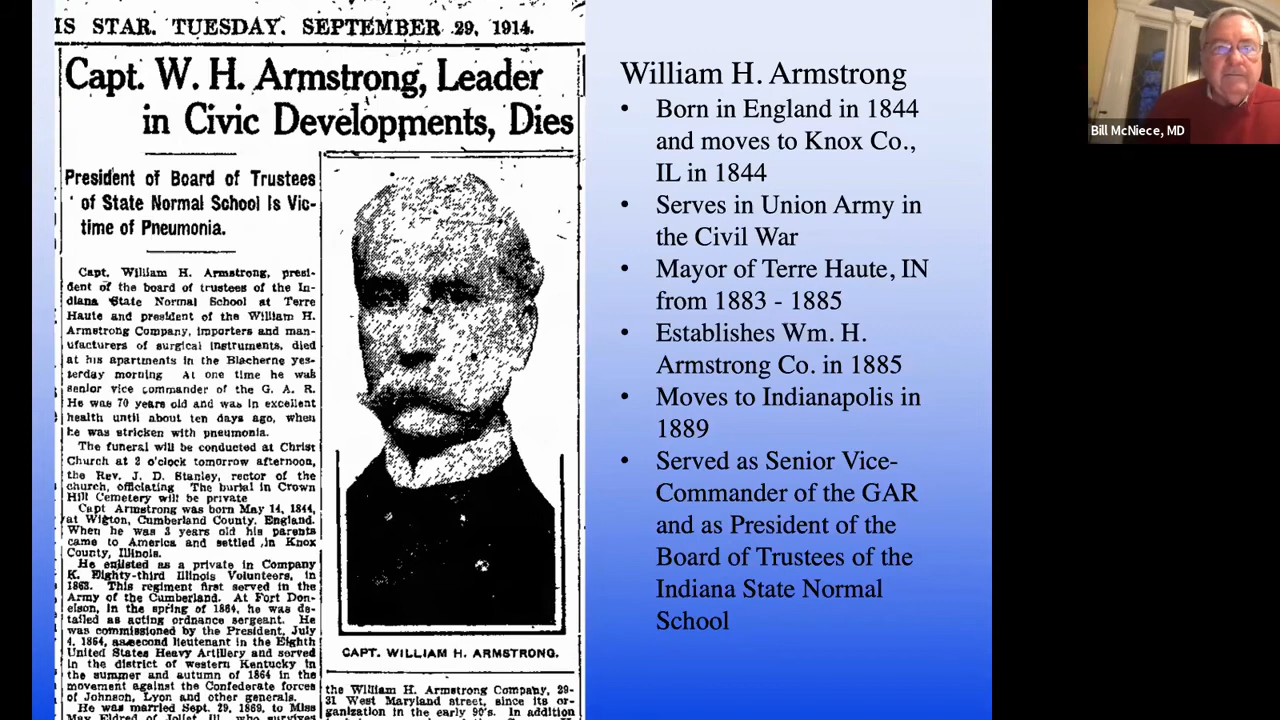 IS STAR. TUESDAY. SEPTEMBER 29, 1914.
Capt. W. H. Armstrong, Leader
in Civic Developments, Dies
President of Board of Trustees
of State Normal School Is Vic-
time of Pneumonia.
Capt. William H. Armstrong, presi-
dent of the board of trustees of the In-
diana State Normal School at Terre
Haute and president of the William H.
Armstrong Company, importers and man-
ufacturers of surgical instruments, died
at his apartments in the Blacherne yes-
terday morning At one time he was
senior vice commander of the G. A. R.
He was 70 years old and was in excellent
health until about ten days ago, when
he was stricken with pneumonia.
The funeral will be conducted at Christ
Church at 2 o'clock tomorrow afternoon,
the Rev. J. D. Stanley, rector of the
church, officiating The burial in Crown
Hill Cemetery will be private
Capt Armstrong was born May 14, 1844,
at Wigton, Cumberland County, England.
When he was 3 years old his parents
came to America and settled in Knox
County, Illinois.
He enlisted as a private in Company
K. Eighty-third Illinois Volunteers, in
1863. This regiment first served in the
Army of the Cumberland. At Fort Don-
elson, in the spring of 1864, he was de-
tailed as acting ordnance sergeant. He
was commissioned by the President, July
4, 1864, as second lieutenant in the Eighth
United States Heavy Artillery and served
in the district of western Kentucky in
the summer and autumn of 1864 in the
movement against the Confederate forces
of Johnson, Lyon and other generals.
He was married Sept. 29, 1869, to Miss
May Eldred of Joliet, Ill., who survives
CAPT. WILLIAM H. ARMSTRONG.
the William H. Armstrong Company, 29-
31 West Maryland street, since its or-
ganization in the early 90's. In addition
William H. Armstrong
• Born in England in 1844
and moves to Knox Co.,
IL in 1844
• Serves in Union Army in
the Civil War
• Mayor of Terre Haute, IN
from 1883 - 1885
• Establishes Wm. H.
Armstrong Co. in 1885
• Moves to Indianapolis in
1889
• Served as Senior Vice-
Commander of the GAR
and as President of the
Board of Trustees of the
Indiana State Normal
School
Bill McNiece, MD